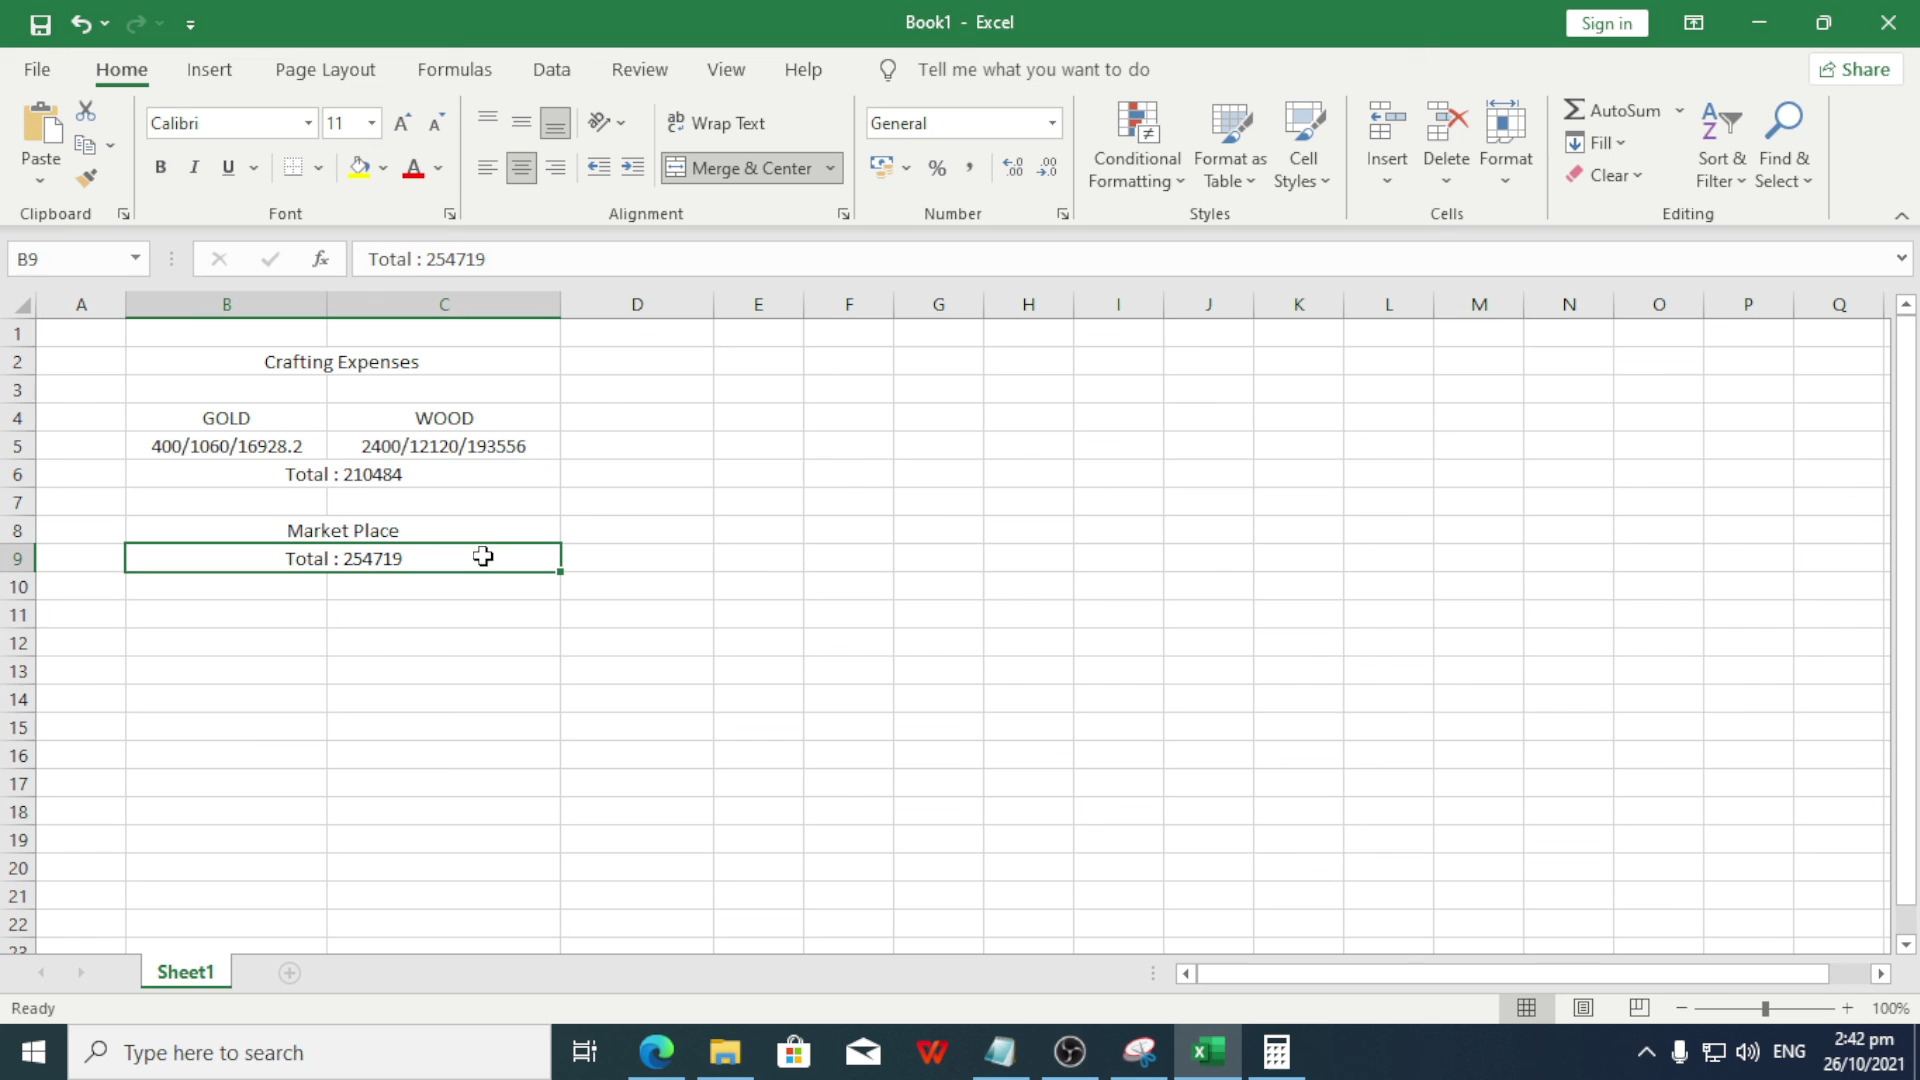 Book1 - Excel
Sign in
File Home Insert Page Layout Formulas Data Review View Help Tell me what you want to do Share
Calibri 11 Wrap Text General AutoSum
Paste B I U Merge & Center % , Conditional Formatting Format as Table Cell Styles Insert Delete Format Fill Clear Sort & Filter Find & Select
Clipboard Font Alignment Number Styles Cells Editing
B9 fx Total : 254719
A B C D E F G H I J K L M N O P Q
1
2 Crafting Expenses
3
4 GOLD WOOD
5 400/1060/16928.2 2400/12120/193556
6 Total : 210484
7
8 Market Place
9 Total : 254719
10
11
12
13
14
15
16
17
18
19
20
21
22
23
Sheet1
Ready 100%
Type here to search ENG 2:42 pm
26/10/2021